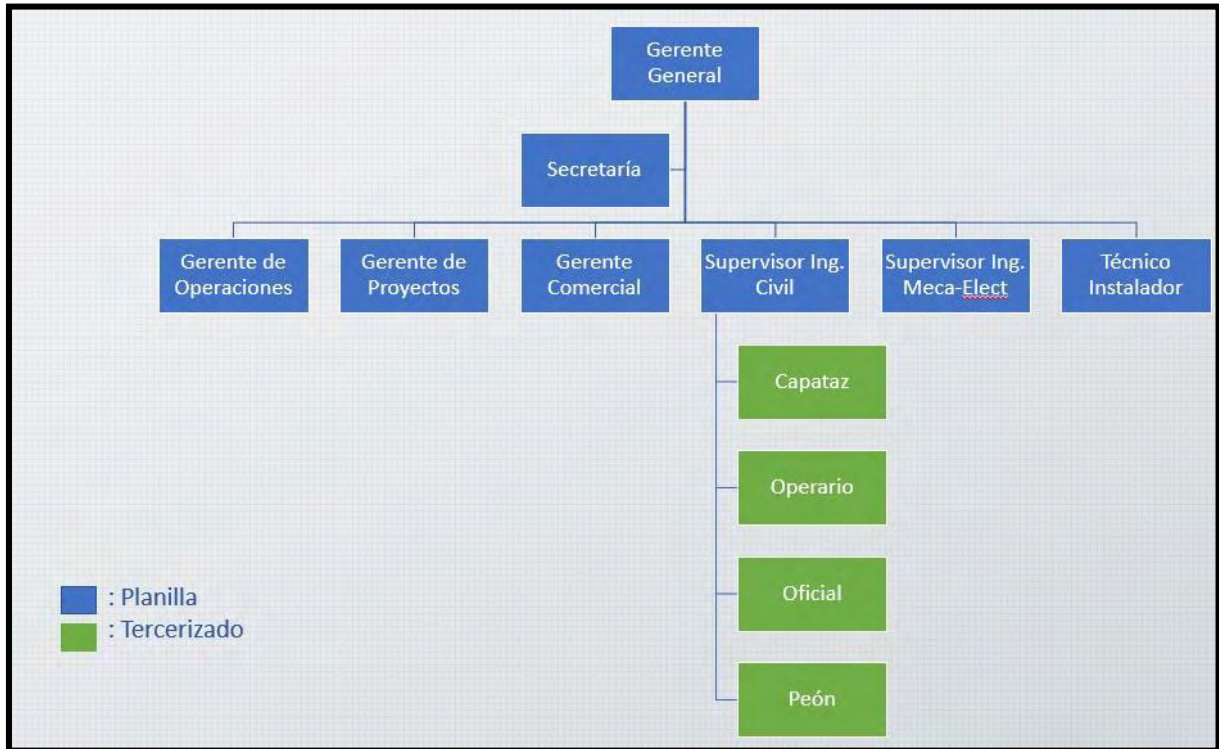 Gerente
General
Secretaría
Gerente de
Operaciones
Gerente de
Proyectos
Gerente
Comercial
Supervisor Ing.
Civil
Supervisor Ing.
Meca-Elect
Técnico
Instalador
Capataz
Operario
Oficial
Peón
: Planilla
: Tercerizado